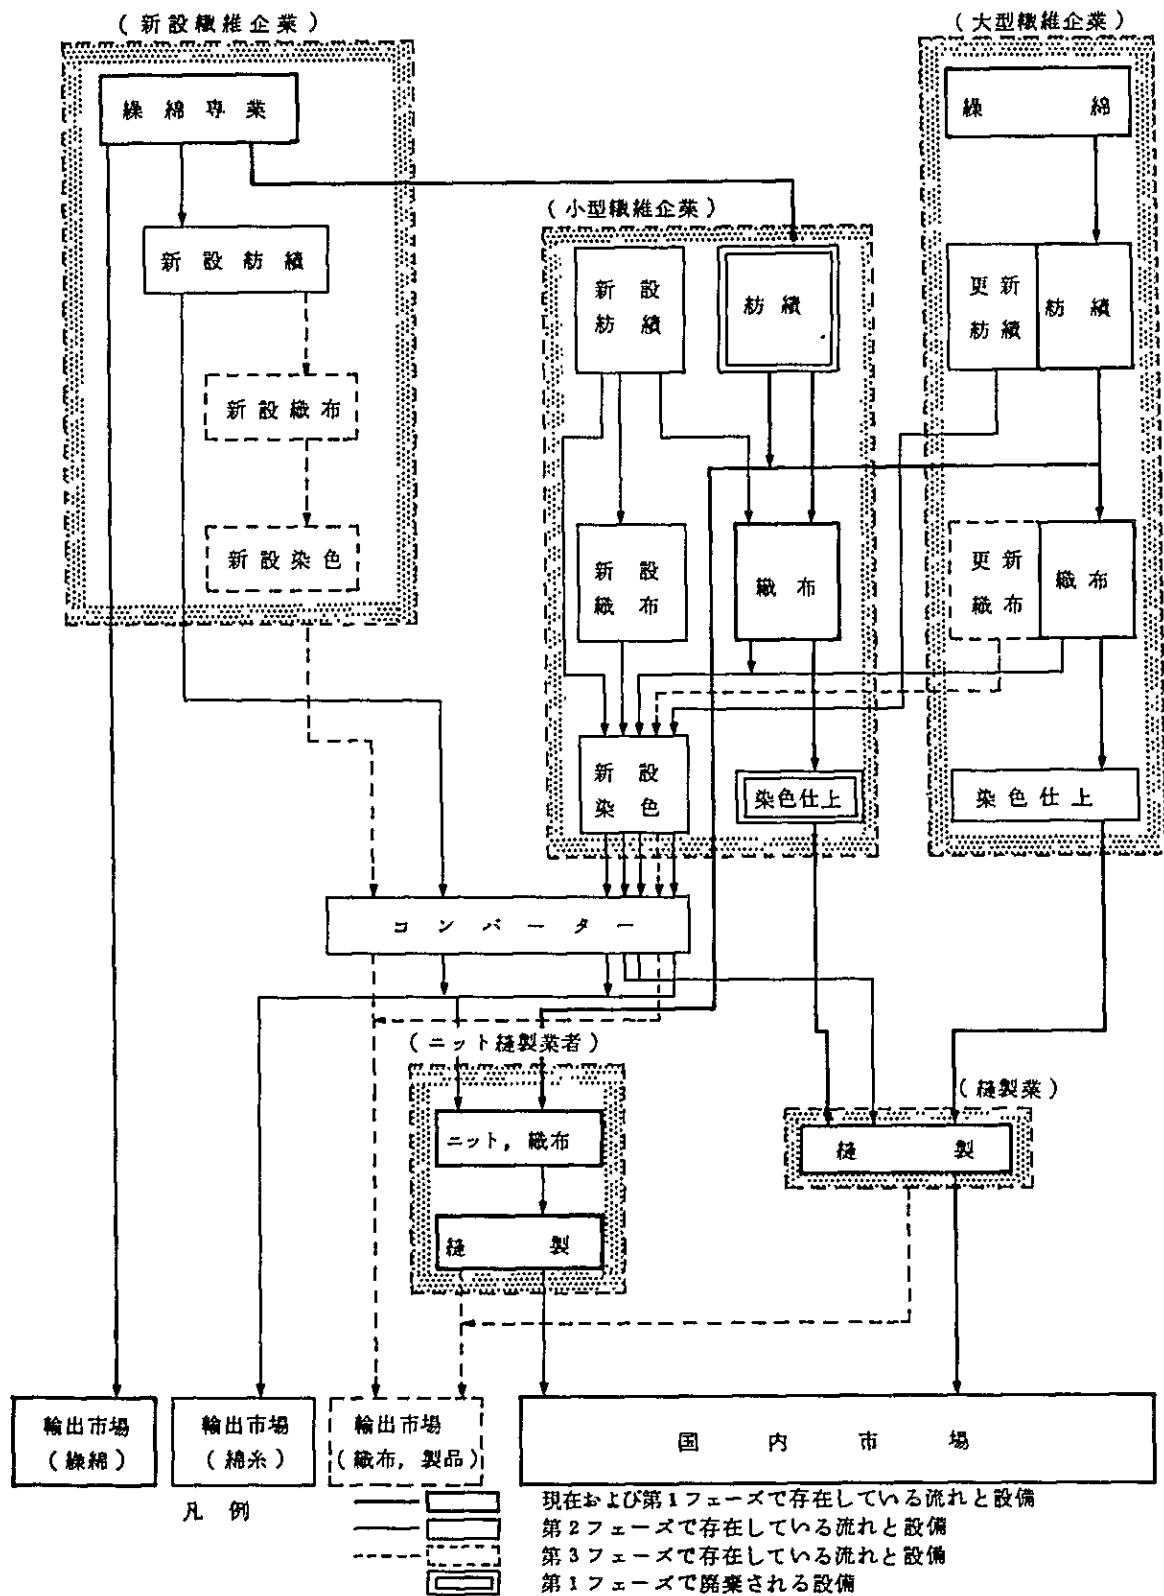 (新設繊維企業)
(大型繊維企業)
繰綿専業
繰綿
(小型繊維企業)
新設紡績
新設
紡績
紡績
更新
紡績
紡績
新設織布
新設染色
新設
織布
織布
更新
織布
織布
新設
染色
染色仕上
染色仕上
コンバーター
(ニット縫製業者)
(縫製業)
ニット,織布
縫製
縫製
輸出市場
(繰綿)
輸出市場
(綿糸)
輸出市場
(織布,製品)
国内市場
凡例
現在および第1フェーズで存在している流れと設備
第2フェーズで存在している流れと設備
第3フェーズで存在している流れと設備
第1フェーズで廃棄される設備